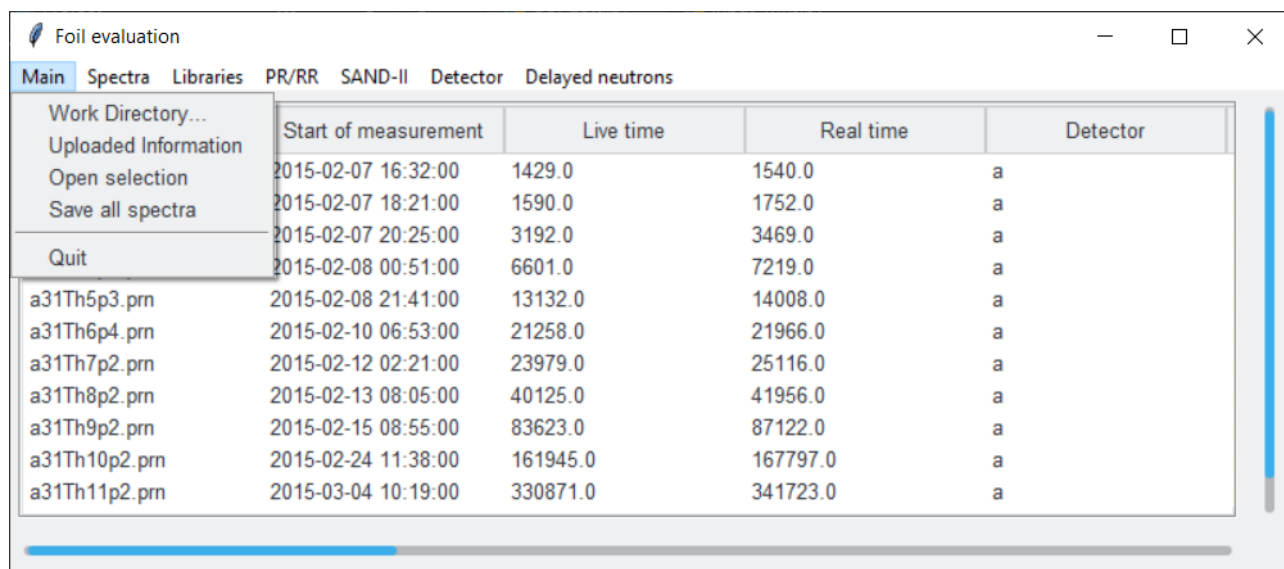 Foil evaluation
Main Spectra Libraries PR/RR SAND-II Detector Delayed neutrons
Work Directory...
Uploaded Information
Open selection
Save all spectra
Quit
Start of measurement Live time Real time Detector
2015-02-07 16:32:00 1429.0 1540.0 a
2015-02-07 18:21:00 1590.0 1752.0 a
2015-02-07 20:25:00 3192.0 3469.0 a
2015-02-08 00:51:00 6601.0 7219.0 a
a31Th5p3.prn 2015-02-08 21:41:00 13132.0 14008.0 a
a31Th6p4.prn 2015-02-10 06:53:00 21258.0 21966.0 a
a31Th7p2.prn 2015-02-12 02:21:00 23979.0 25116.0 a
a31Th8p2.prn 2015-02-13 08:05:00 40125.0 41956.0 a
a31Th9p2.prn 2015-02-15 08:55:00 83623.0 87122.0 a
a31Th10p2.prn 2015-02-24 11:38:00 161945.0 167797.0 a
a31Th11p2.prn 2015-03-04 10:19:00 330871.0 341723.0 a